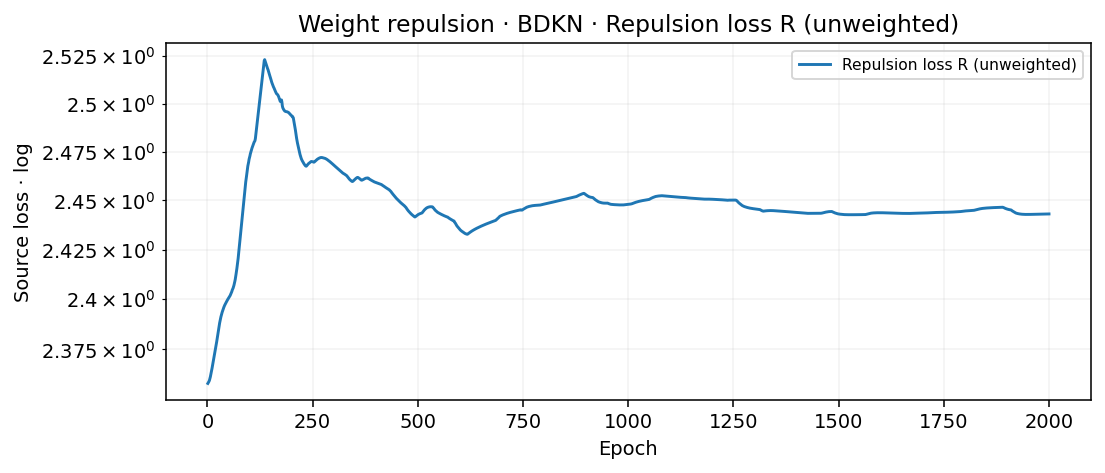 Weight repulsion · BDKN · Repulsion loss R (unweighted)
Repulsion loss R (unweighted)
Source loss · log
2.525 × 10⁰
2.5 × 10⁰
2.475 × 10⁰
2.45 × 10⁰
2.425 × 10⁰
2.4 × 10⁰
2.375 × 10⁰
0 250 500 750 1000 1250 1500 1750 2000
Epoch